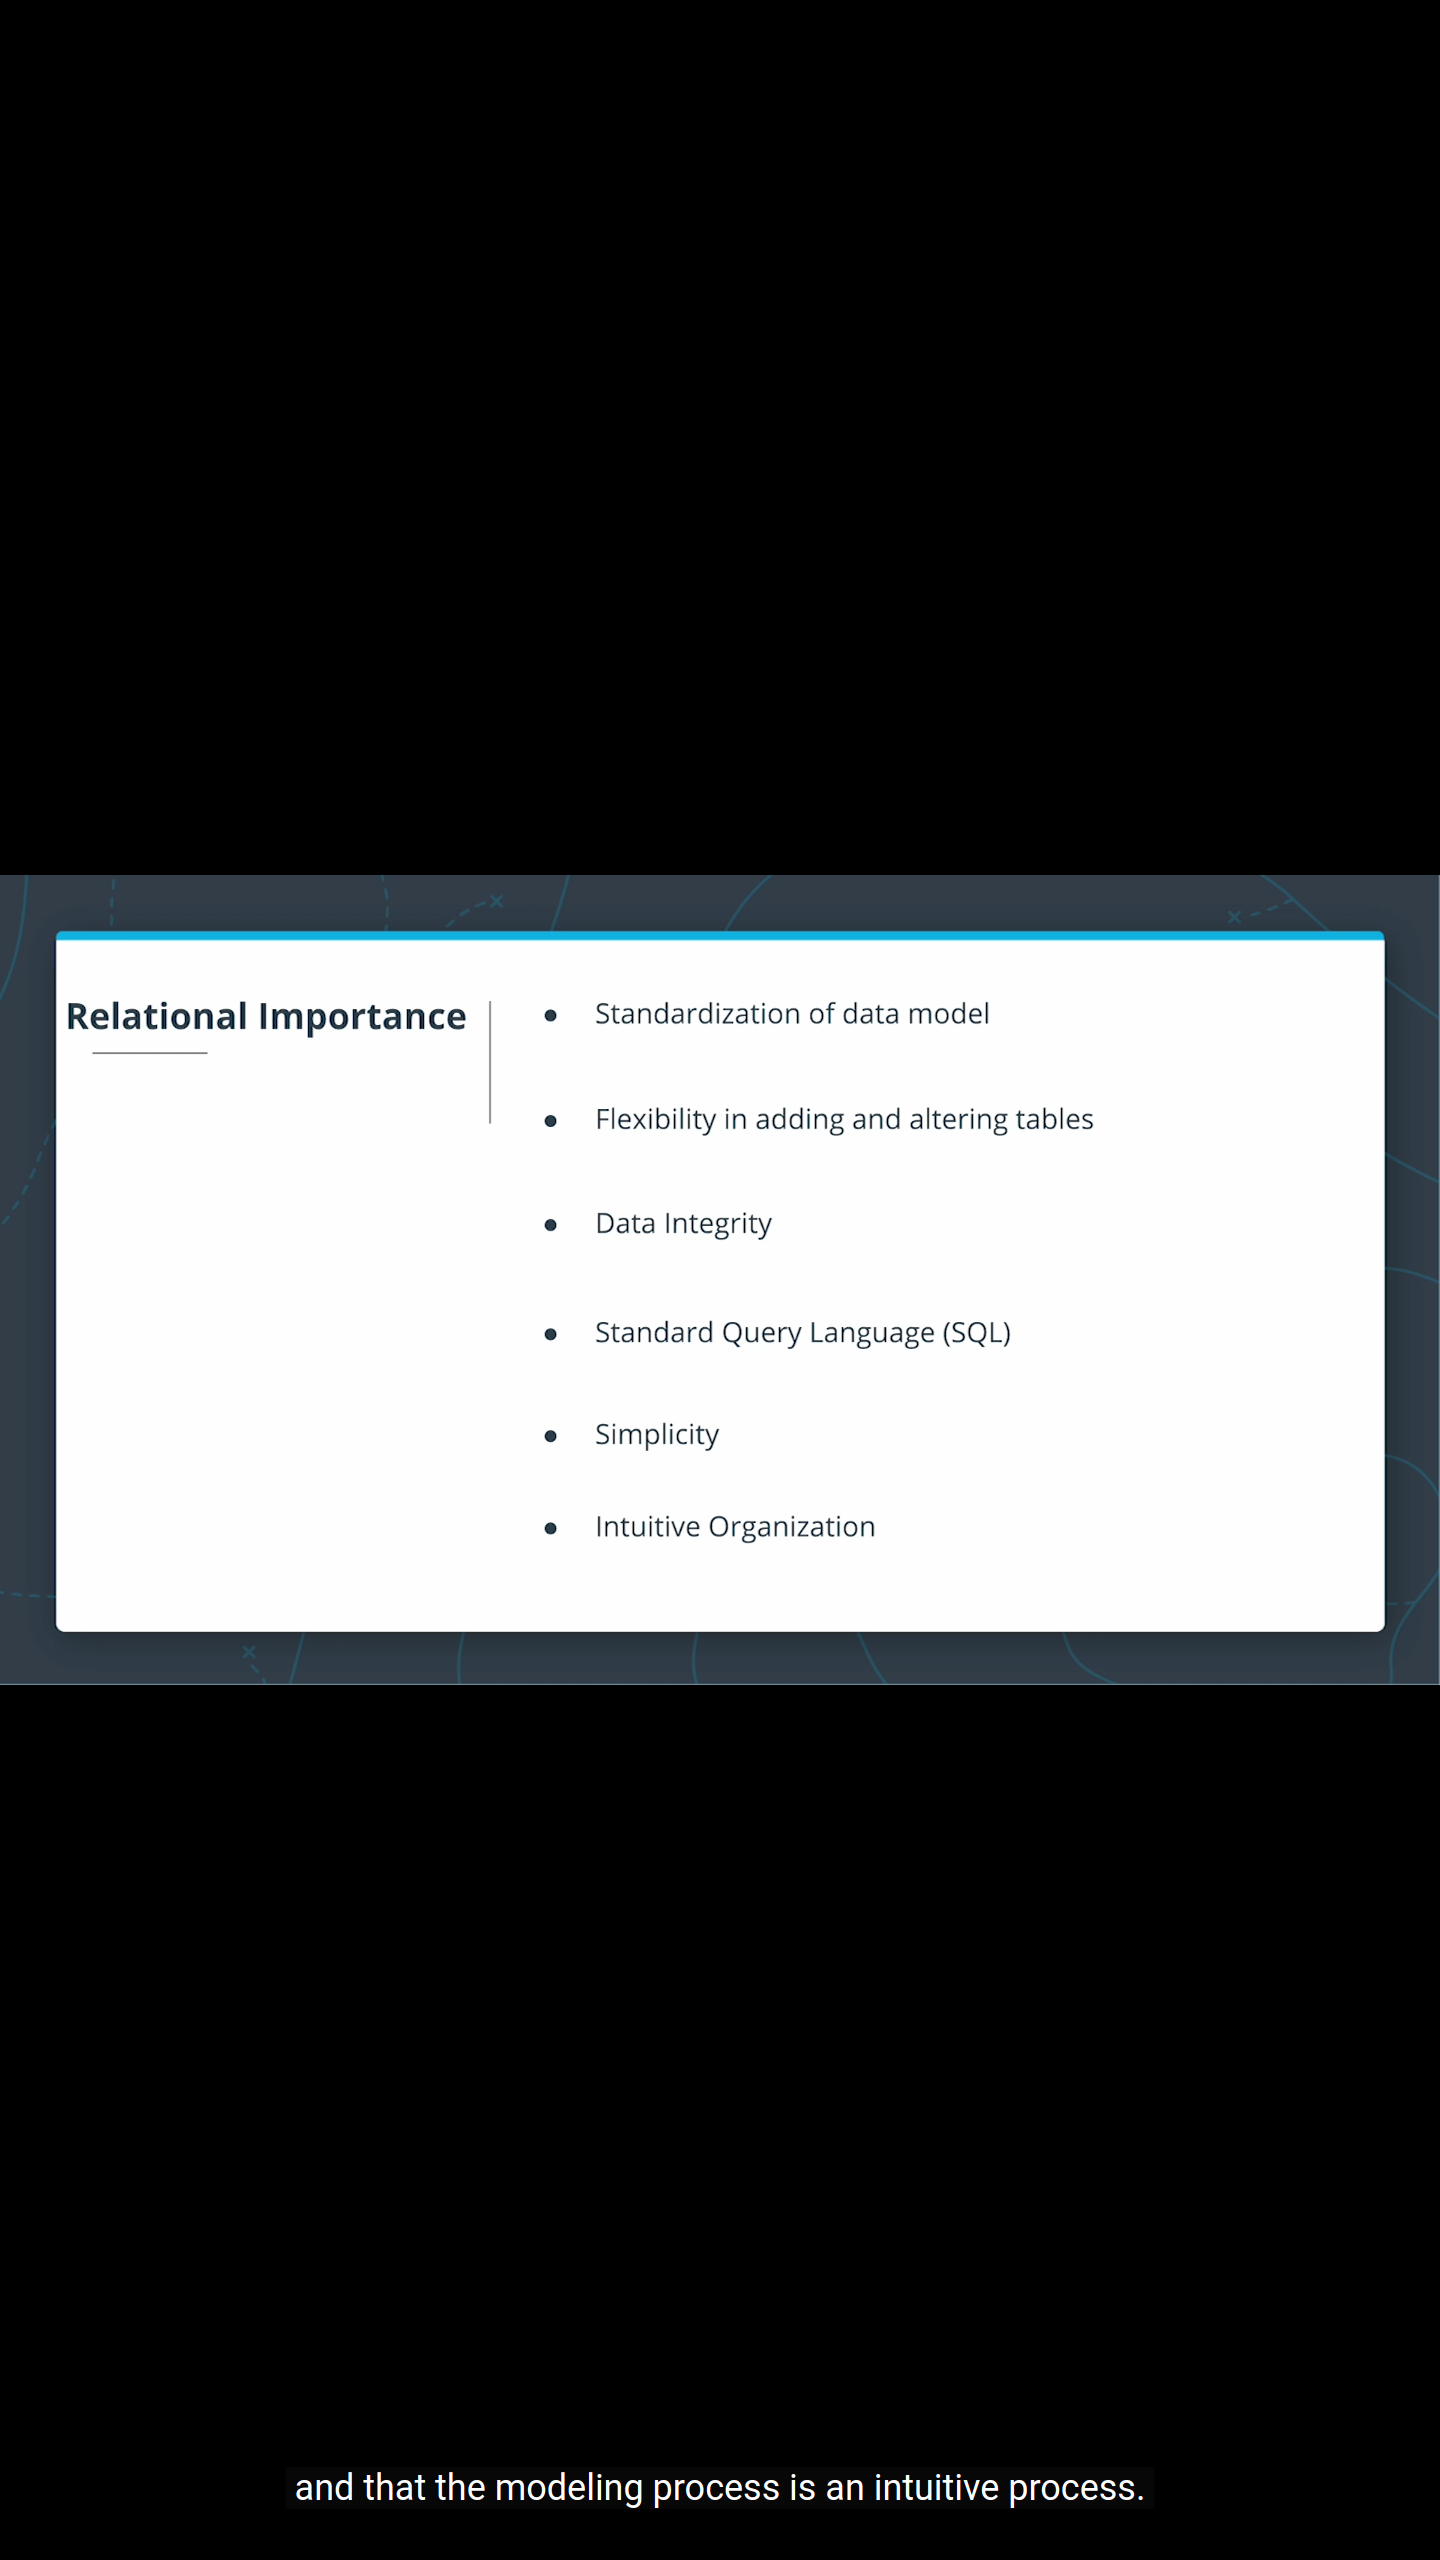 Relational Importance
• Standardization of data model
• Flexibility in adding and altering tables
• Data Integrity
• Standard Query Language (SQL)
• Simplicity
• Intuitive Organization
and that the modeling process is an intuitive process.